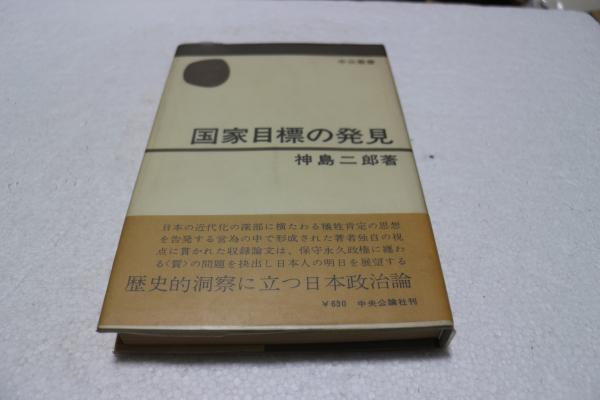 中公叢書
国家目標の発見
神島二郎著
日本の近代化の深部に横たわる犠牲肯定の思想
を告発する営為の中で形成された著者独自の視
点に貫かれた収録論文は、保守永久政権に纏わ
る〈質〉の問題を抉出し日本人の明日を展望する
歴史的洞察に立つ日本政治論
¥630 中央公論社刊